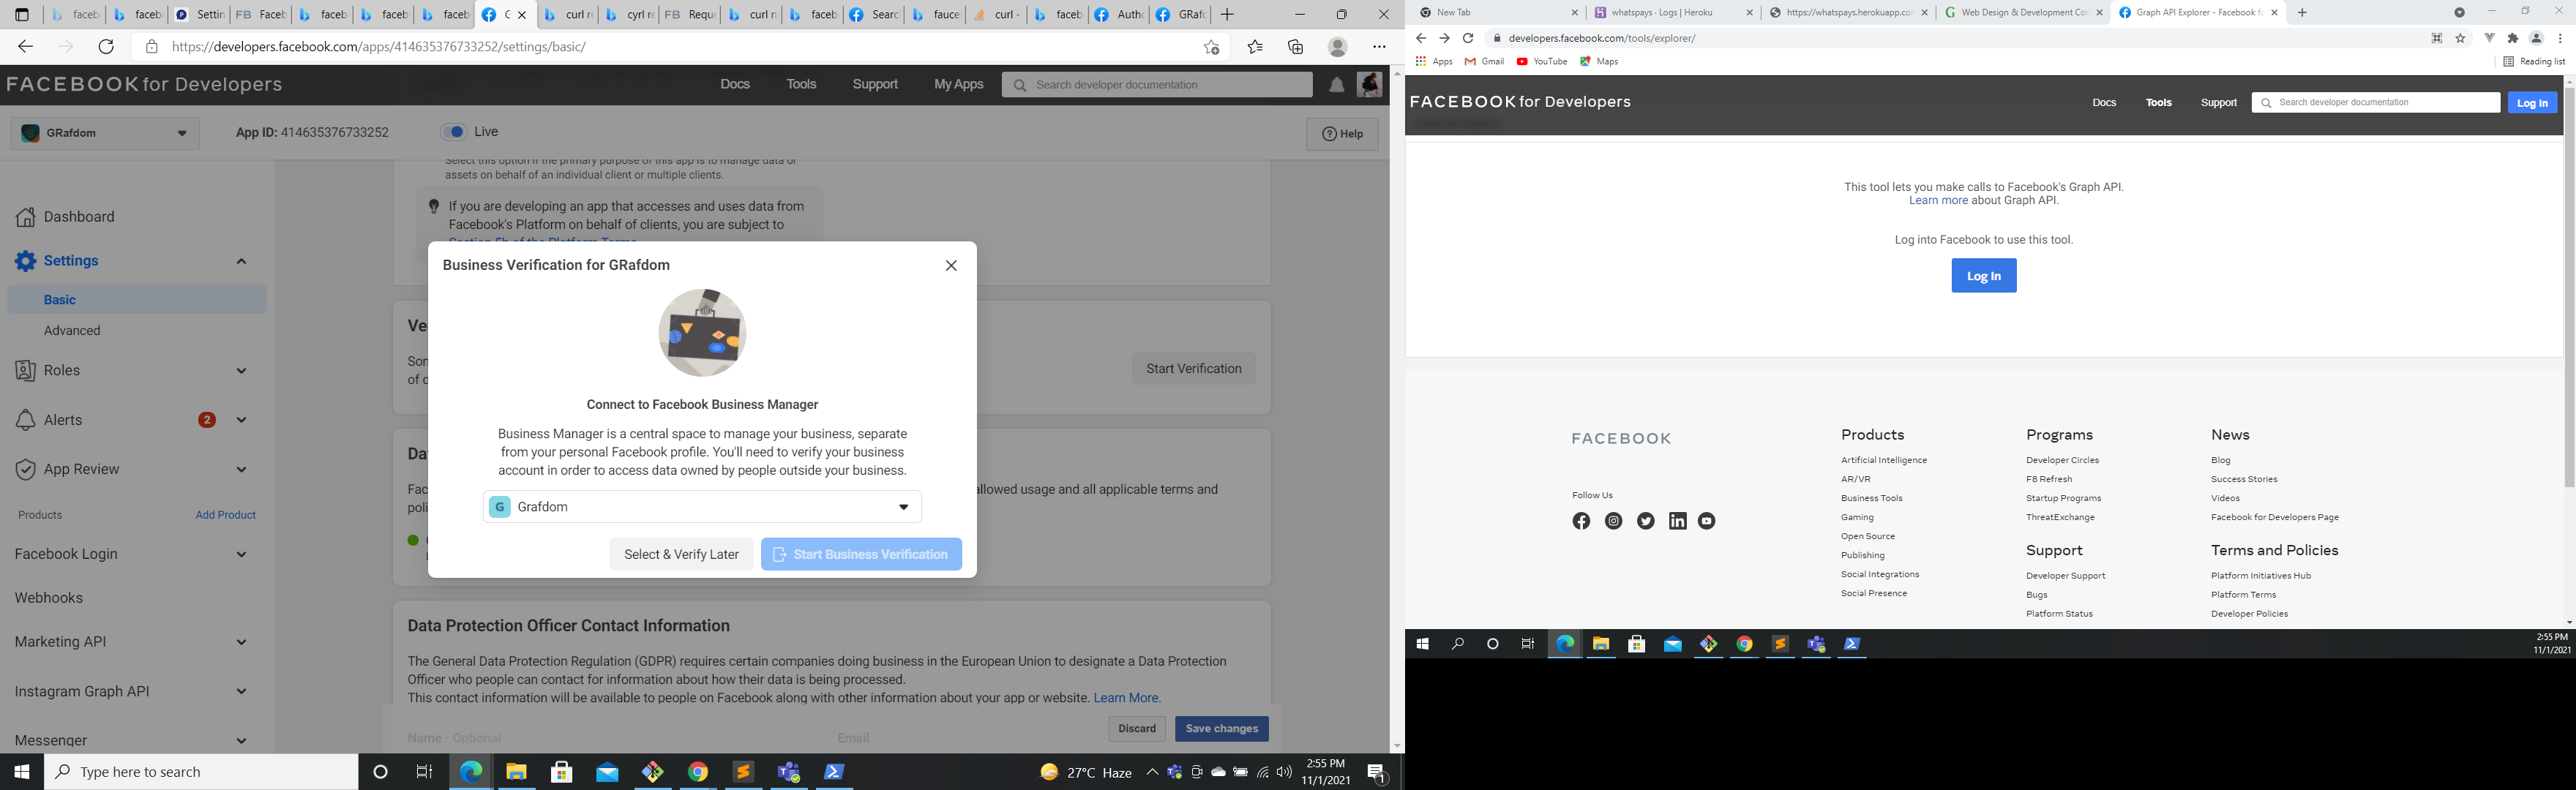 faceb
faceb
Settin
FB Faceb
faceb
faceb
faceb
G
curl re
cyrl re
FB Reque
curl n
faceb
Searc
fauce
curl -
faceb
Autho
GRafd
https://developers.facebook.com/apps/414635376733252/settings/basic/
FACEBOOK for Developers
Docs
Tools
Support
My Apps
Search developer documentation
GRafdom
App ID: 414635376733252
Live
Help
Dashboard
Settings
Basic
Advanced
Roles
Alerts
2
App Review
Products
Add Product
Facebook Login
Webhooks
Marketing API
Instagram Graph API
Messenger
Select this option if the primary purpose of this app is to manage data or
assets on behalf of an individual client or multiple clients.
If you are developing an app that accesses and uses data from
Facebook's Platform on behalf of clients, you are subject to
Section 5b of the Platform Terms
Ve
Son
of c
Start Verification
Business Verification for GRafdom
Connect to Facebook Business Manager
Business Manager is a central space to manage your business, separate
from your personal Facebook profile. You'll need to verify your business
account in order to access data owned by people outside your business.
G Grafdom
Select & Verify Later
Start Business Verification
Da
Fac
allowed usage and all applicable terms and
poli
Data Protection Officer Contact Information
The General Data Protection Regulation (GDPR) requires certain companies doing business in the European Union to designate a Data Protection
Officer who people can contact for information about how their data is being processed.
This contact information will be available to people on Facebook along with other information about your app or website. Learn More.
Name · Optional
Email
Discard
Save changes
Type here to search
27°C Haze
2:55 PM
11/1/2021
1
New Tab
whatspays · Logs | Heroku
https://whatspays.herokuapp.co
Web Design & Development Co
Graph API Explorer - Facebook fo
developers.facebook.com/tools/explorer/
Apps
Gmail
YouTube
Maps
Reading list
FACEBOOK for Developers
Docs
Tools
Support
Search developer documentation
Log In
This tool lets you make calls to Facebook's Graph API.
Learn more about Graph API.
Log into Facebook to use this tool.
Log In
FACEBOOK
Follow Us
Products
Artificial Intelligence
AR/VR
Business Tools
Gaming
Open Source
Publishing
Social Integrations
Social Presence
Programs
Developer Circles
F8 Refresh
Startup Programs
ThreatExchange
Support
Developer Support
Bugs
Platform Status
News
Blog
Success Stories
Videos
Facebook for Developers Page
Terms and Policies
Platform Initiatives Hub
Platform Terms
Developer Policies
2:55 PM
11/1/2021